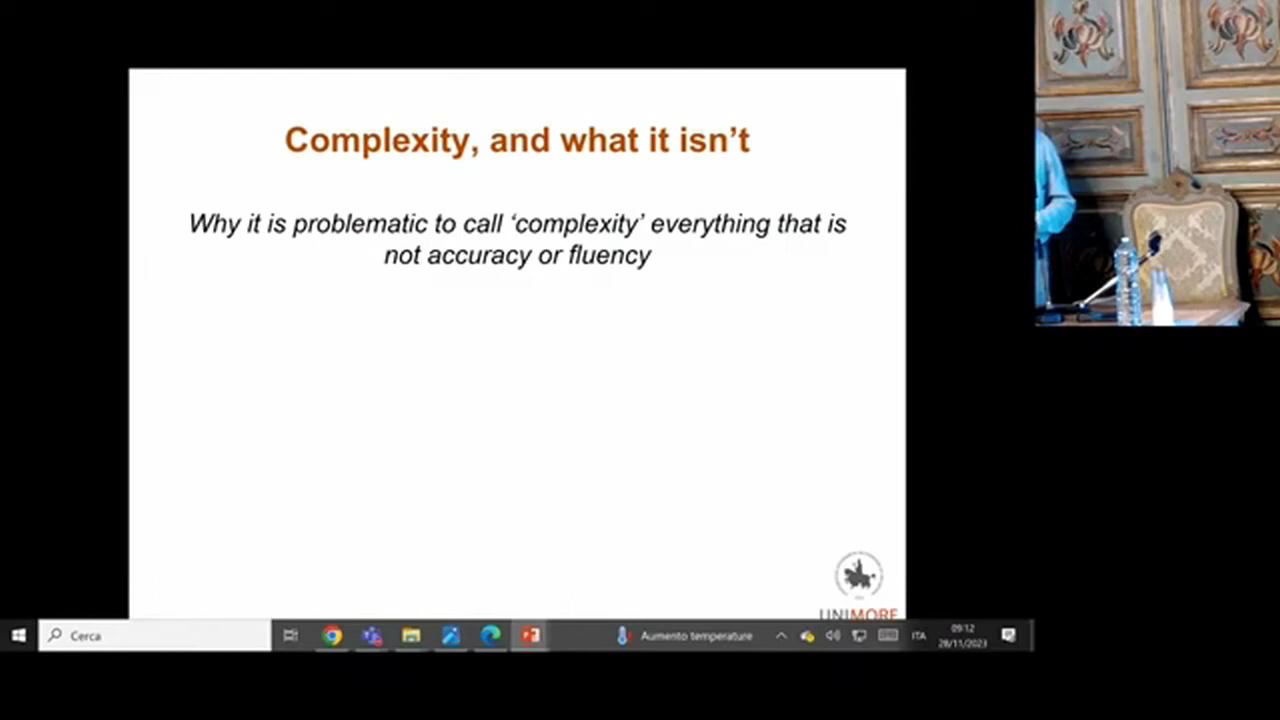 Complexity, and what it isn’t
Why it is problematic to call ‘complexity’ everything that is
not accuracy or fluency
UNIMORE
Cerca
Aumento temperature
ITA
09:12
28/11/2023